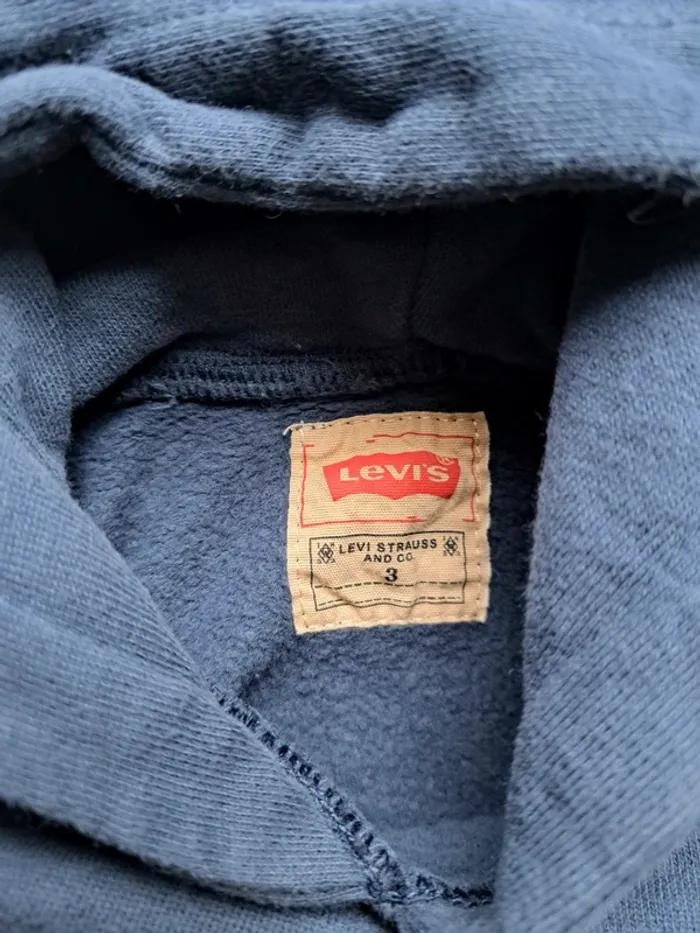 LEVI'S®
LEVI STRAUSS
AND CO
3